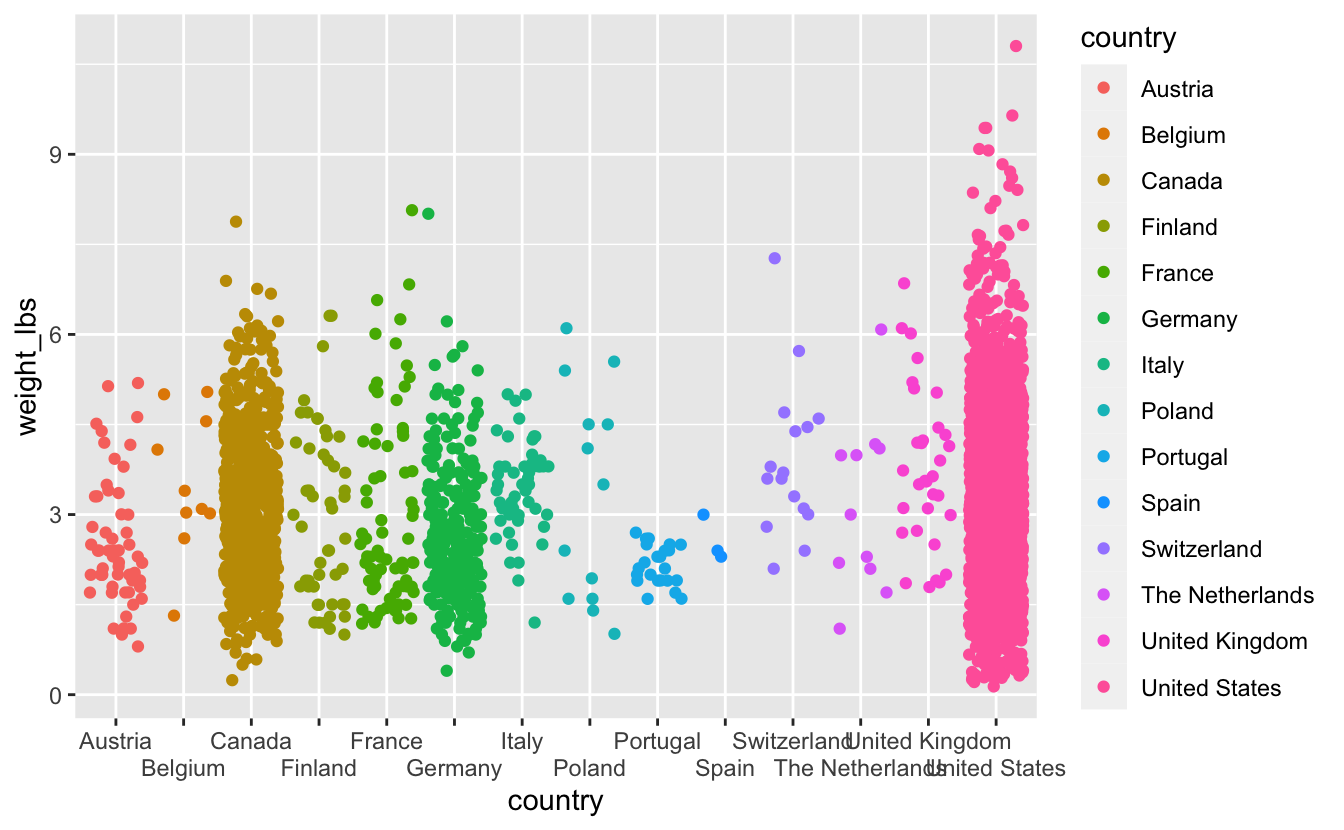 country
Austria
Belgium
Canada
Finland
France
Germany
Italy
Poland
Portugal
Spain
Switzerland
The Netherlands
United Kingdom
United States
weight_lbs
9
6
3
0
Austria Canada France Italy Portugal Switzerland United Kingdom
Belgium Finland Germany Poland Spain The Netherlands United States
country